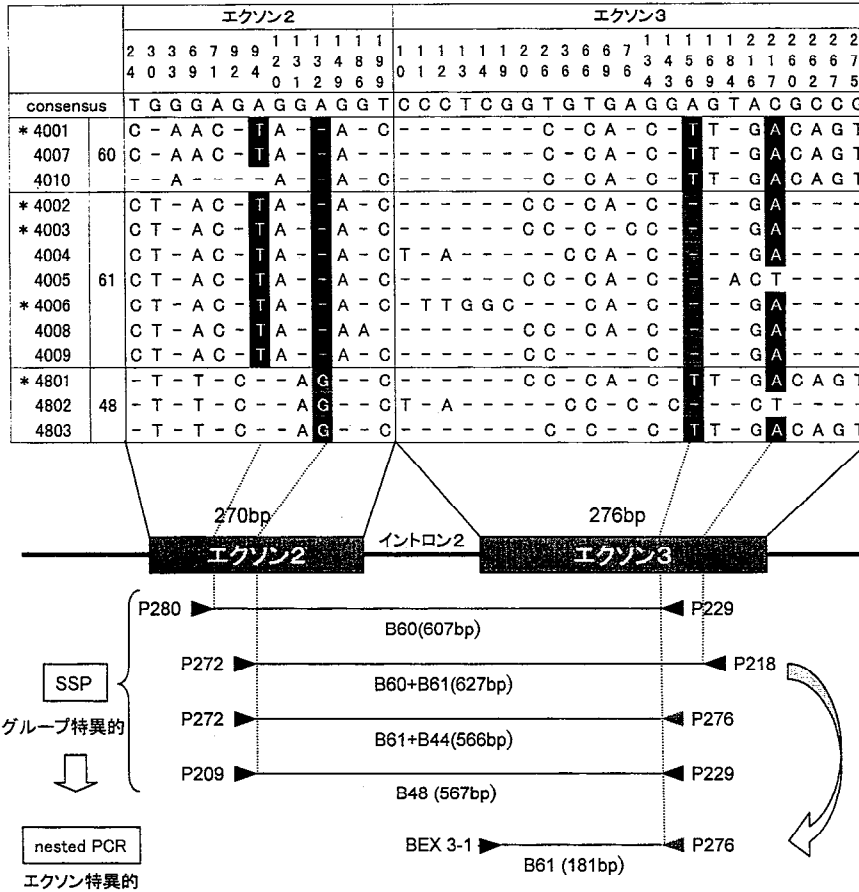 エクソン2 エクソン3
consensus T G G G A G A G G A G G T C C C T C G G T G T G A G G A G T A C G C C C
* 4001 C - A A C - T A - - A - C - - - - - - - C - C A - C - T T - G A C A G T
4007 60 C - A A C - T A - - A - C - - - - - - - C - C A - C - T T - G A C A G T
4010 - - A - - - - A - - A - C - - - - - - - C - C A - C - T T - G A C A G T
* 4002 C T - A C - T A - - A - C - - - - - - C C - C A - C - - - - G A - - - -
* 4003 C T - A C - T A - - A - C - - - - - - C C - C - C C - - - - G A - - - -
4004 C T - A C - T A - - A - C T - A - - - - - C C A - C - - - - G A - - - -
4005 61 C T - A C - T A - - A - C - - - - - - C C - C A - C - - - A C T - - - -
* 4006 C T - A C - T A - - A - C - T T G G C - - - C A - C - - - - G A - - - -
4008 C T - A C - T A - - A A - - - - - - - C C - C A - C - - - - G A - - - -
4009 C T - A C - T A - - A - C - - - - - - C C - - - - C - - - - G A - - - -
* 4801 - T - T - C - - A G - - C - - - - - - C C - C A - C - T T - G A C A G T
4802 48 - T - T - C - - A G - - C T - A - - - - - C C - C - C - - - C T - - - -
4803 - T - T - C - - A G - - C - - - - - - - C - C - - C - T T - G A C A G T
270bp 276bp
エクソン2 イントロン2 エクソン3
P280 P229
B60(607bp)
P272 P218
B60+B61(627bp)
SSP
グループ特異的
P272 P276
B61+B44(566bp)
P209 P229
B48 (567bp)
nested PCR
エクソン特異的
BEX 3-1 P276
B61 (181bp)